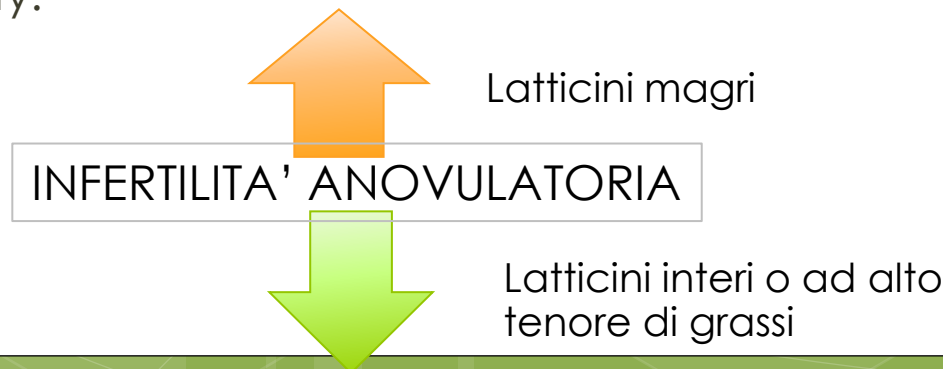 Latticini magri
INFERTILITA’ ANOVULATORIA
Latticini interi o ad alto
tenore di grassi